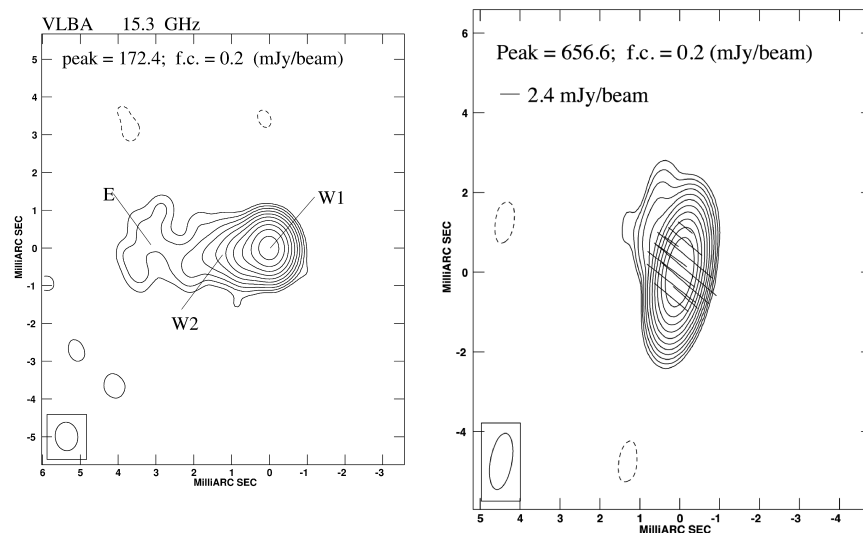 VLBA 15.3 GHz
peak = 172.4; f.c. = 0.2 (mJy/beam)
5
4
3
2
1
0
-1
-2
-3
-4
-5
MilliARC SEC
E
W1
W2
6 5 4 3 2 1 0 -1 -2 -3
MilliARC SEC
Peak = 656.6; f.c. = 0.2 (mJy/beam)
2.4 mJy/beam
6
4
2
0
-2
-4
MilliARC SEC
5 4 3 2 1 0 -1 -2 -3 -4
MilliARC SEC